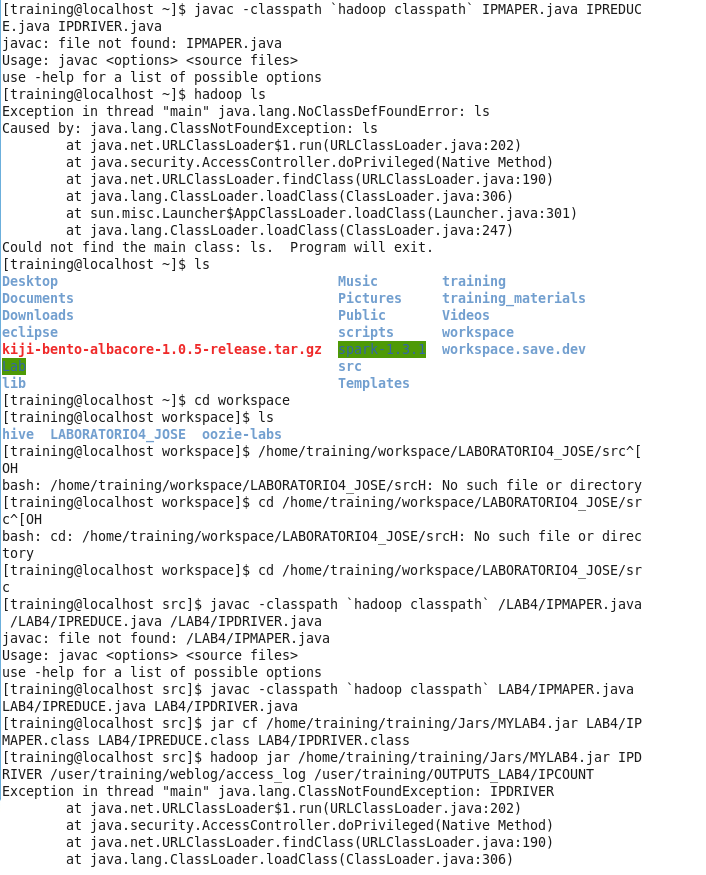 [training@localhost ~]$ javac -classpath `hadoop classpath` IPMAPER.java IPREDUC
E.java IPDRIVER.java
javac: file not found: IPMAPER.java
Usage: javac <options> <source files>
use -help for a list of possible options
[training@localhost ~]$ hadoop ls
Exception in thread "main" java.lang.NoClassDefFoundError: ls
Caused by: java.lang.ClassNotFoundException: ls
        at java.net.URLClassLoader$1.run(URLClassLoader.java:202)
        at java.security.AccessController.doPrivileged(Native Method)
        at java.net.URLClassLoader.findClass(URLClassLoader.java:190)
        at java.lang.ClassLoader.loadClass(ClassLoader.java:306)
        at sun.misc.Launcher$AppClassLoader.loadClass(Launcher.java:301)
        at java.lang.ClassLoader.loadClass(ClassLoader.java:247)
Could not find the main class: ls.  Program will exit.
[training@localhost ~]$ ls
Desktop                                   Music        training
Documents                                 Pictures     training_materials
Downloads                                 Public       Videos
eclipse                                   scripts      workspace
kiji-bento-albacore-1.0.5-release.tar.gz  spark-1.3.1  workspace.save.dev
Lab                                       src
lib                                       Templates
[training@localhost ~]$ cd workspace
[training@localhost workspace]$ ls
hive  LABORATORIO4_JOSE  oozie-labs
[training@localhost workspace]$ /home/training/workspace/LABORATORIO4_JOSE/src^[
OH
bash: /home/training/workspace/LABORATORIO4_JOSE/srcH: No such file or directory
[training@localhost workspace]$ cd /home/training/workspace/LABORATORIO4_JOSE/sr
c^[OH
bash: cd: /home/training/workspace/LABORATORIO4_JOSE/srcH: No such file or direc
tory
[training@localhost workspace]$ cd /home/training/workspace/LABORATORIO4_JOSE/sr
c
[training@localhost src]$ javac -classpath `hadoop classpath` /LAB4/IPMAPER.java
 /LAB4/IPREDUCE.java /LAB4/IPDRIVER.java
javac: file not found: /LAB4/IPMAPER.java
Usage: javac <options> <source files>
use -help for a list of possible options
[training@localhost src]$ javac -classpath `hadoop classpath` LAB4/IPMAPER.java
LAB4/IPREDUCE.java LAB4/IPDRIVER.java
[training@localhost src]$ jar cf /home/training/training/Jars/MYLAB4.jar LAB4/IP
MAPER.class LAB4/IPREDUCE.class LAB4/IPDRIVER.class
[training@localhost src]$ hadoop jar /home/training/training/Jars/MYLAB4.jar IPD
RIVER /user/training/weblog/access_log /user/training/OUTPUTS_LAB4/IPCOUNT
Exception in thread "main" java.lang.ClassNotFoundException: IPDRIVER
        at java.net.URLClassLoader$1.run(URLClassLoader.java:202)
        at java.security.AccessController.doPrivileged(Native Method)
        at java.net.URLClassLoader.findClass(URLClassLoader.java:190)
        at java.lang.ClassLoader.loadClass(ClassLoader.java:306)